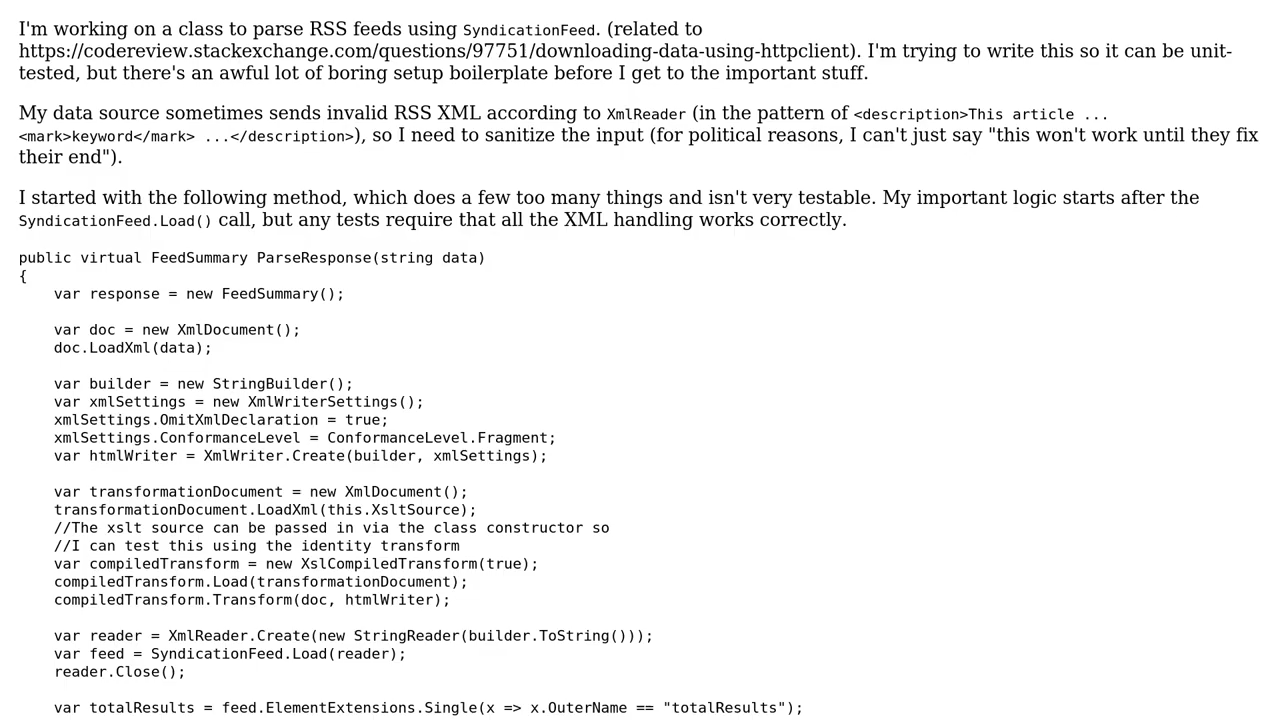 I'm working on a class to parse RSS feeds using SyndicationFeed. (related to
https://codereview.stackexchange.com/questions/97751/downloading-data-using-httpclient). I'm trying to write this so it can be unit-
tested, but there's an awful lot of boring setup boilerplate before I get to the important stuff.
My data source sometimes sends invalid RSS XML according to XmlReader (in the pattern of <description>This article ...
<mark>keyword</mark> ...</description>), so I need to sanitize the input (for political reasons, I can't just say "this won't work until they fix
their end").
I started with the following method, which does a few too many things and isn't very testable. My important logic starts after the
SyndicationFeed.Load() call, but any tests require that all the XML handling works correctly.
public virtual FeedSummary ParseResponse(string data)
{
    var response = new FeedSummary();
    var doc = new XmlDocument();
    doc.LoadXml(data);
    var builder = new StringBuilder();
    var xmlSettings = new XmlWriterSettings();
    xmlSettings.OmitXmlDeclaration = true;
    xmlSettings.ConformanceLevel = ConformanceLevel.Fragment;
    var htmlWriter = XmlWriter.Create(builder, xmlSettings);
    var transformationDocument = new XmlDocument();
    transformationDocument.LoadXml(this.XsltSource);
    //The xslt source can be passed in via the class constructor so
    //I can test this using the identity transform
    var compiledTransform = new XslCompiledTransform(true);
    compiledTransform.Load(transformationDocument);
    compiledTransform.Transform(doc, htmlWriter);
    var reader = XmlReader.Create(new StringReader(builder.ToString()));
    var feed = SyndicationFeed.Load(reader);
    reader.Close();
    var totalResults = feed.ElementExtensions.Single(x => x.OuterName == "totalResults");